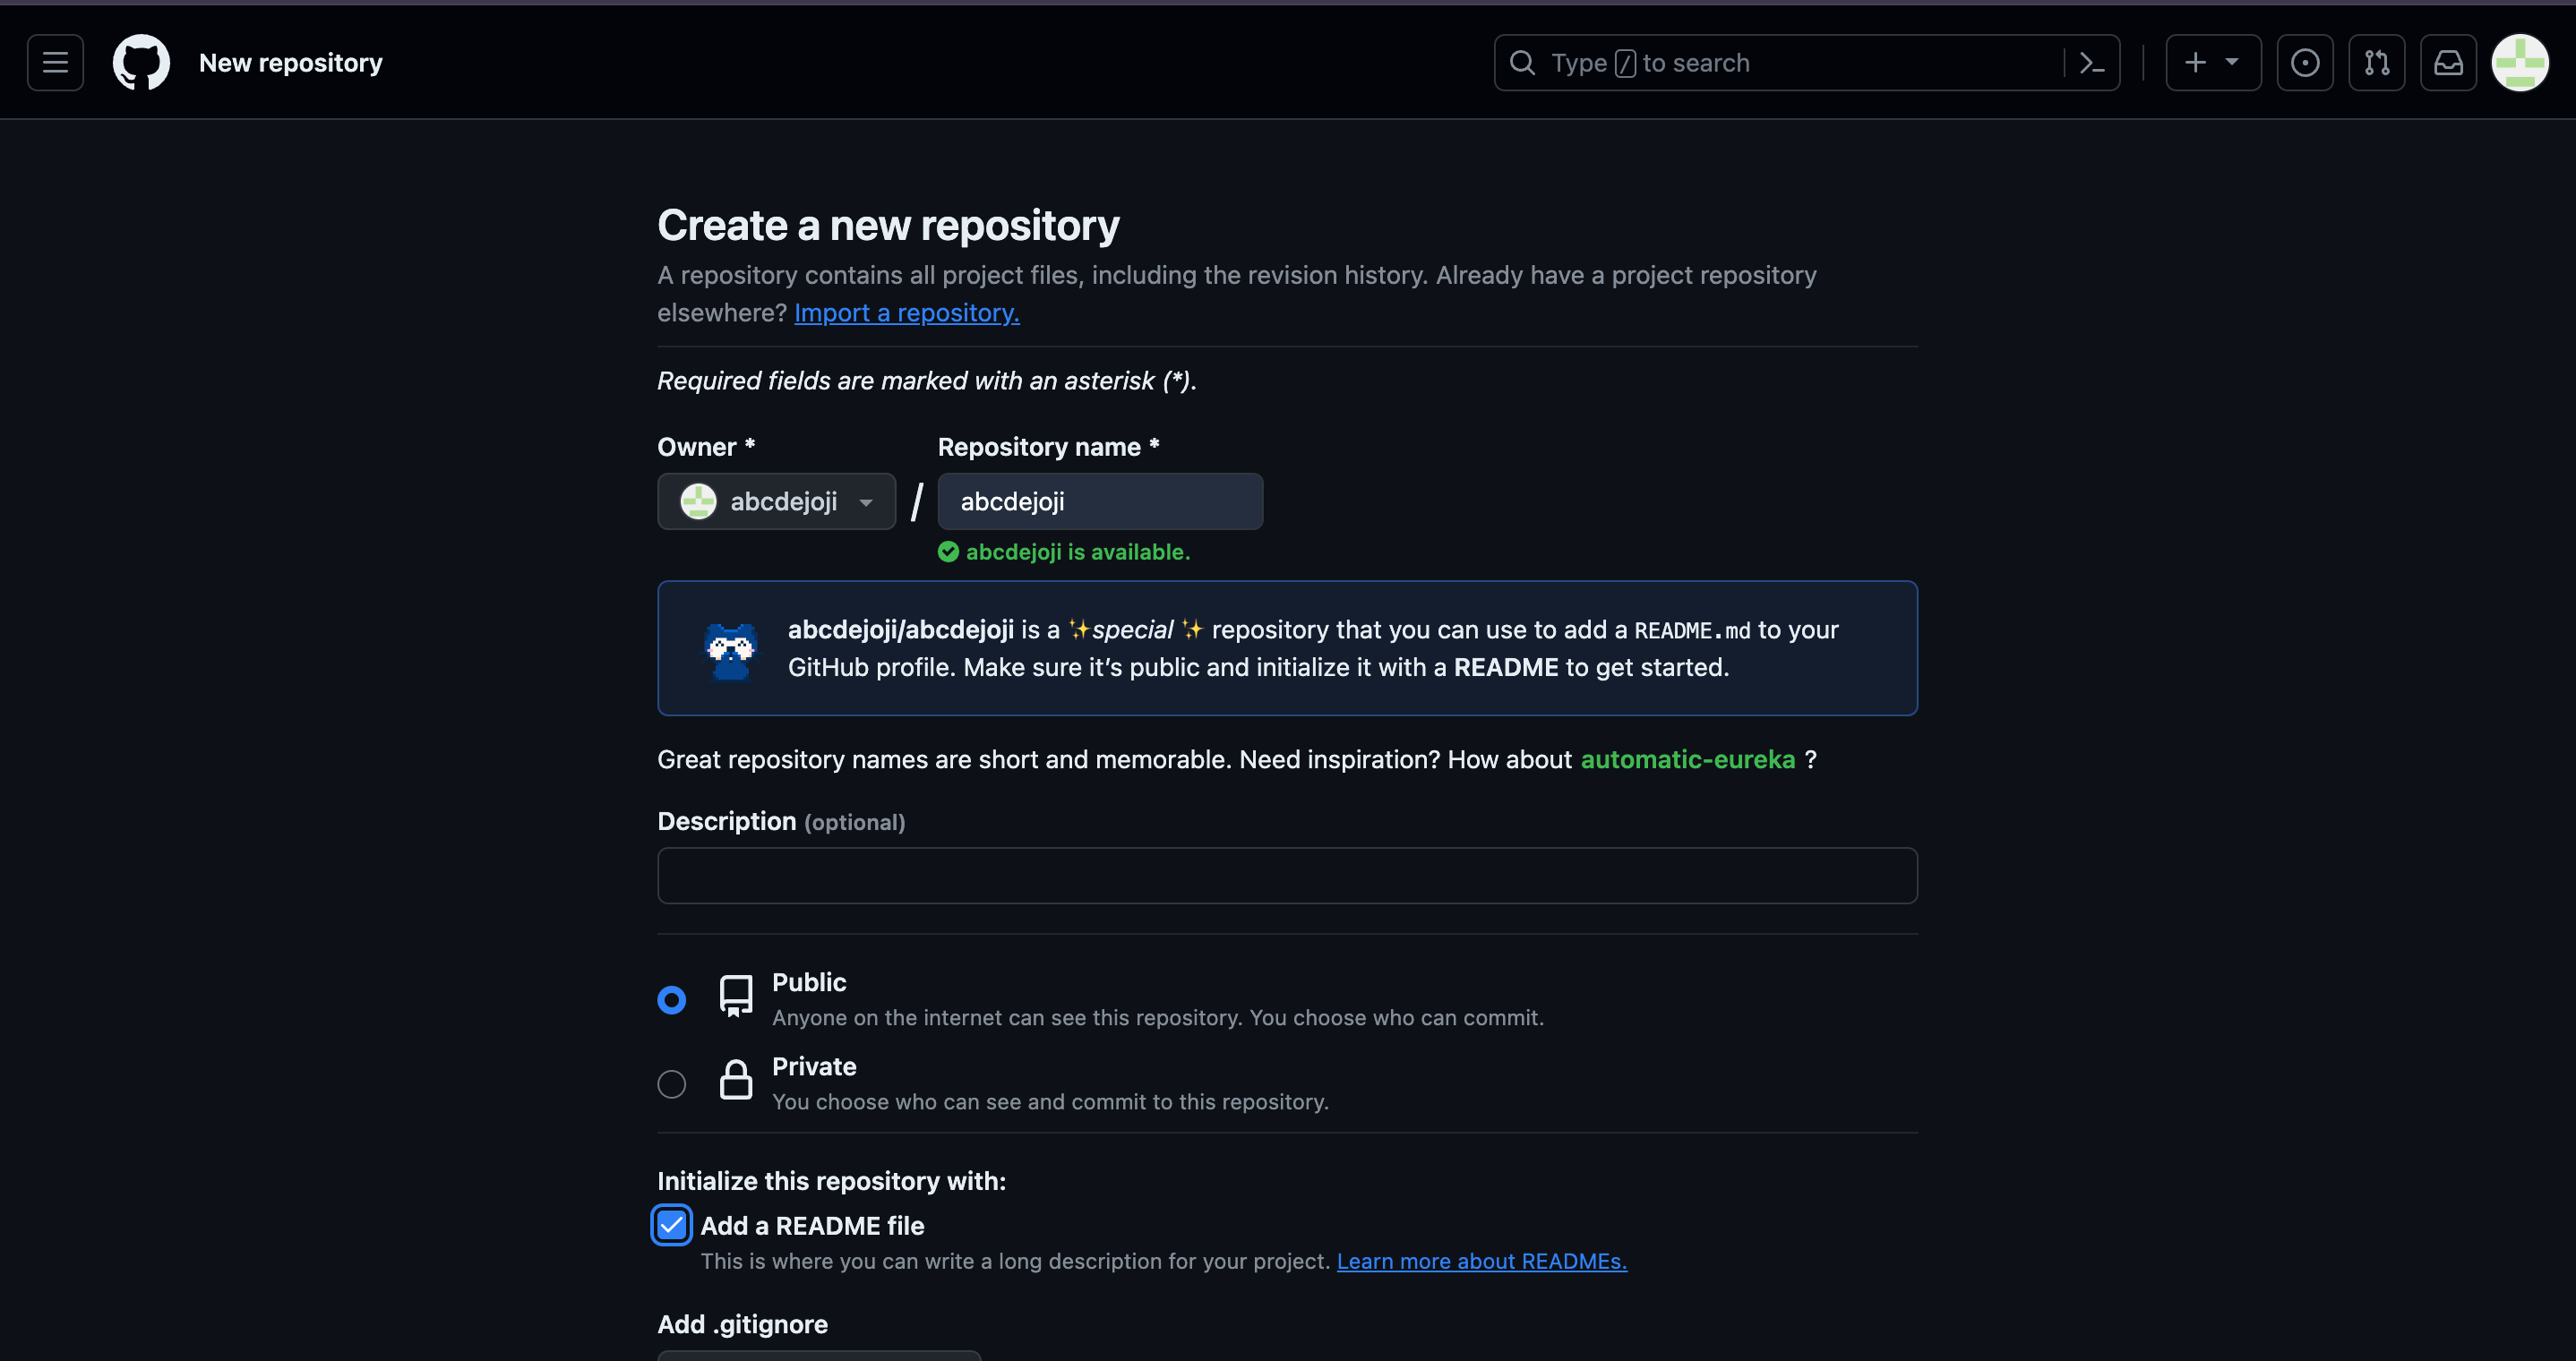 New repository
Type / to search
Create a new repository
A repository contains all project files, including the revision history. Already have a project repository
elsewhere? Import a repository.
Required fields are marked with an asterisk (*).
Owner * Repository name *
abcdejoji / abcdejoji
abcdejoji is available.
abcdejoji/abcdejoji is a ✨special ✨ repository that you can use to add a README.md to your
GitHub profile. Make sure it’s public and initialize it with a README to get started.
Great repository names are short and memorable. Need inspiration? How about automatic-eureka ?
Description (optional)
Public
Anyone on the internet can see this repository. You choose who can commit.
Private
You choose who can see and commit to this repository.
Initialize this repository with:
Add a README file
This is where you can write a long description for your project. Learn more about READMEs.
Add .gitignore